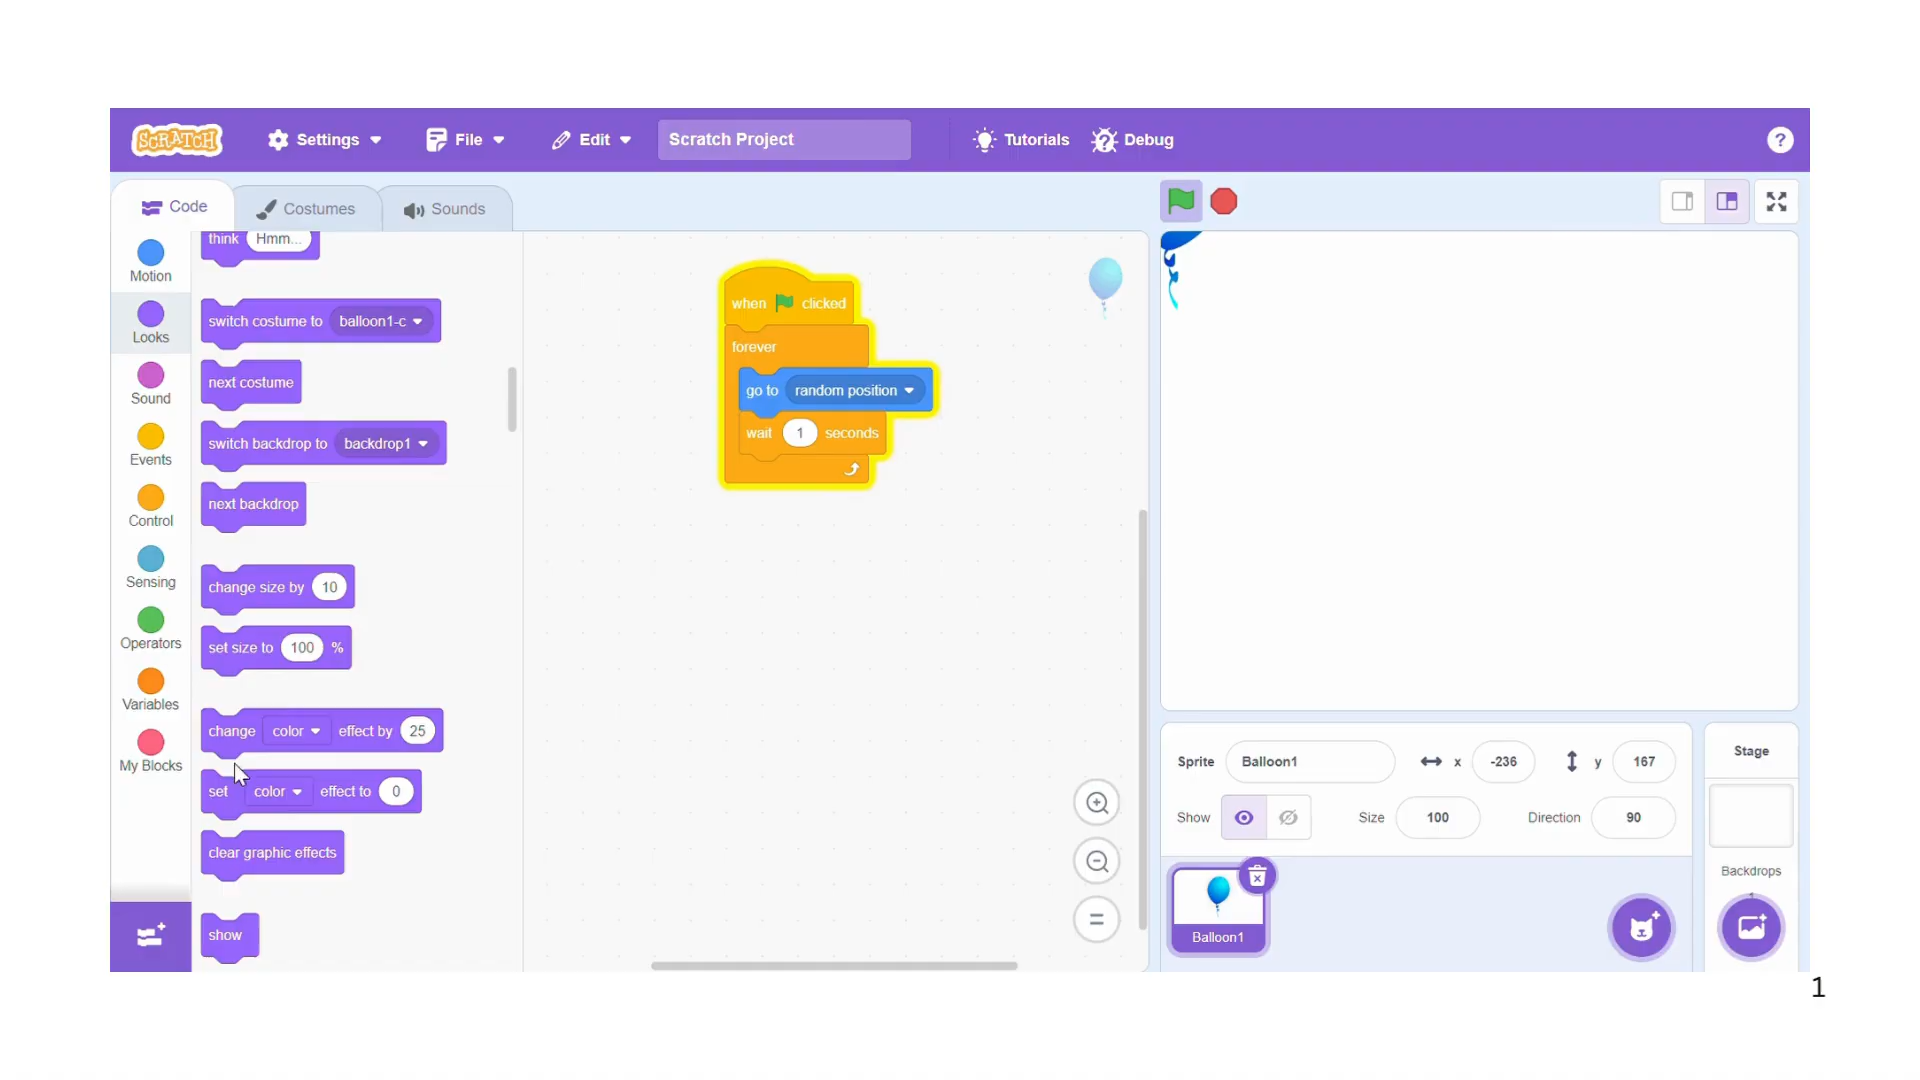 SCRATCH Settings File Edit Scratch Project Tutorials Debug ?
Code Costumes Sounds
Motion
Looks
Sound
Events
Control
Sensing
Operators
Variables
My Blocks
think Hmm...
switch costume to balloon1-c
next costume
switch backdrop to backdrop1
next backdrop
change size by 10
set size to 100 %
change color effect by 25
set color effect to 0
clear graphic effects
show
when clicked
forever
go to random position
wait 1 seconds
Sprite Balloon1 x -236 y 167
Show Size 100 Direction 90
Balloon1
Stage
Backdrops
1